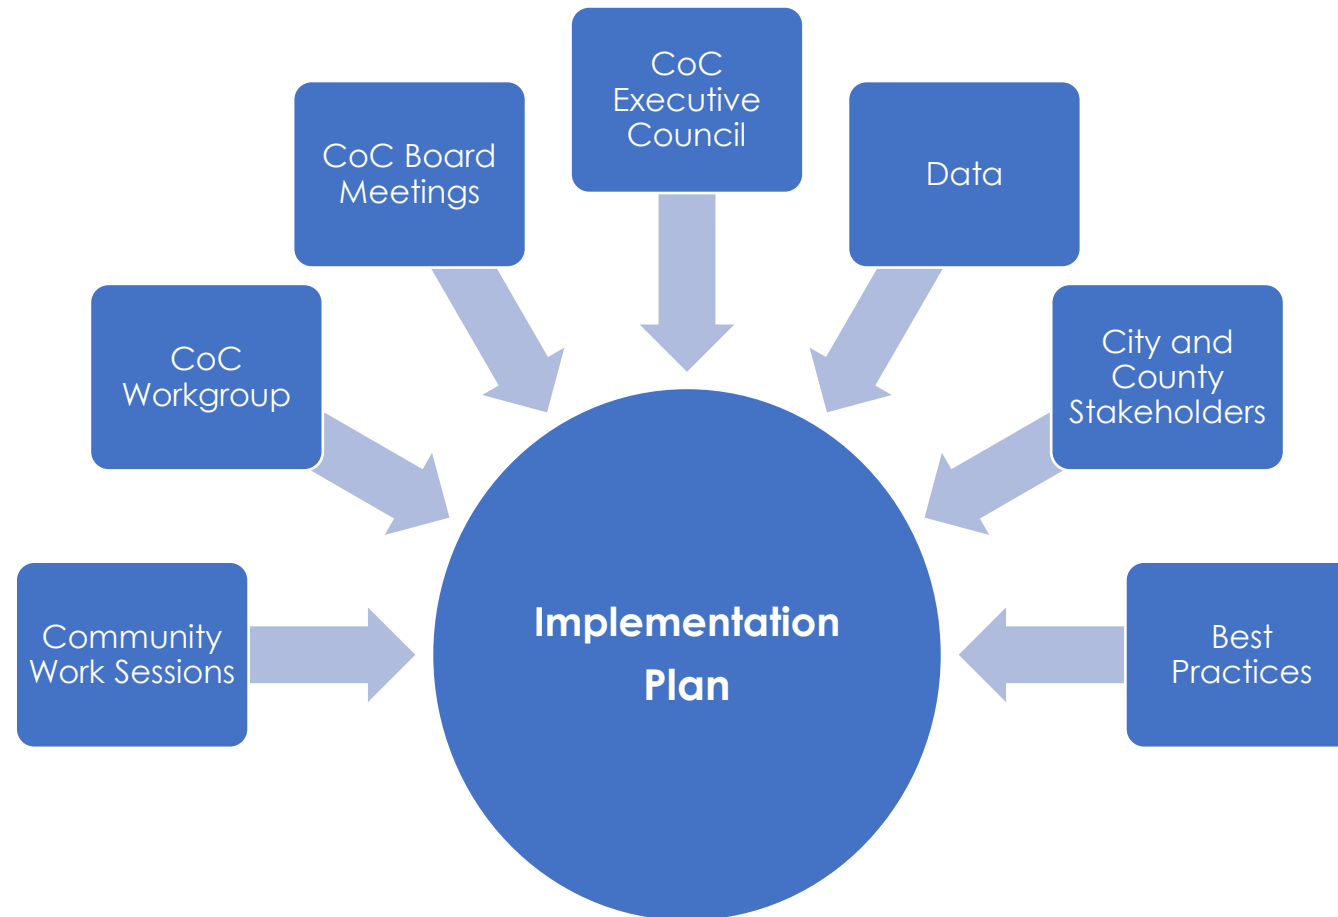 CoC
Executive
Council
CoC Board
Meetings
Data
CoC
Workgroup
City and
County
Stakeholders
Community
Work Sessions
Implementation
Plan
Best
Practices